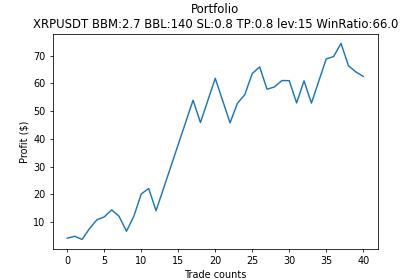 Portfolio
XRPUSDT BBM:2.7 BBL:140 SL:0.8 TP:0.8 lev:15 WinRatio:66.0
70
60
50
40
30
20
10
Profit ($)
0 5 10 15 20 25 30 35 40
Trade counts